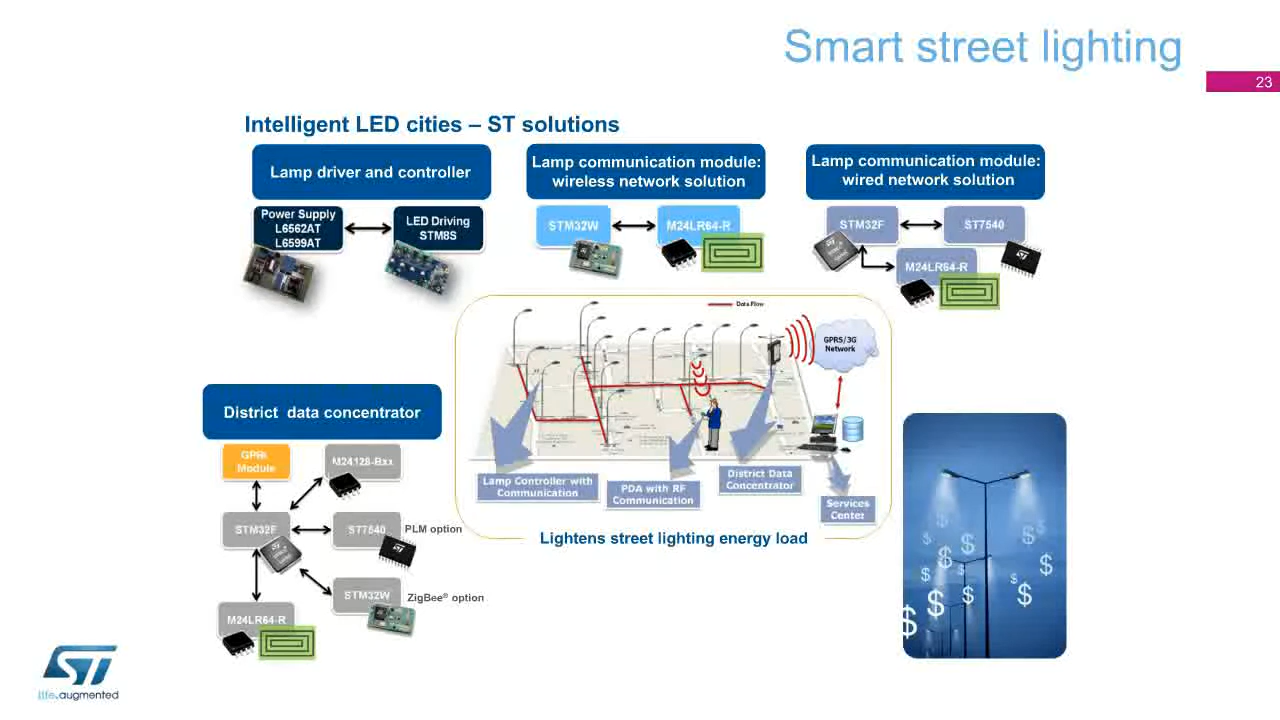 Smart street lighting
23
Intelligent LED cities – ST solutions
Lamp driver and controller
Power Supply
L6562AT
L6599AT
LED Driving
STM8S
Lamp communication module:
wireless network solution
STM32W
M24LR64-R
Lamp communication module:
wired network solution
STM32F
ST7540
M24LR64-R
Data Flow
GPRS/3G
Network
Lamp Controller with
Communication
PDA with RF
Communication
District Data
Concentrator
Services
Center
Lightens street lighting energy load
District data concentrator
GPRS
Module
M24128-Bxx
STM32F
ST7540
PLM option
STM32W
ZigBee® option
M24LR64-R
$
$
$
$
$
$
$
$
$
$
$
ST
life.augmented